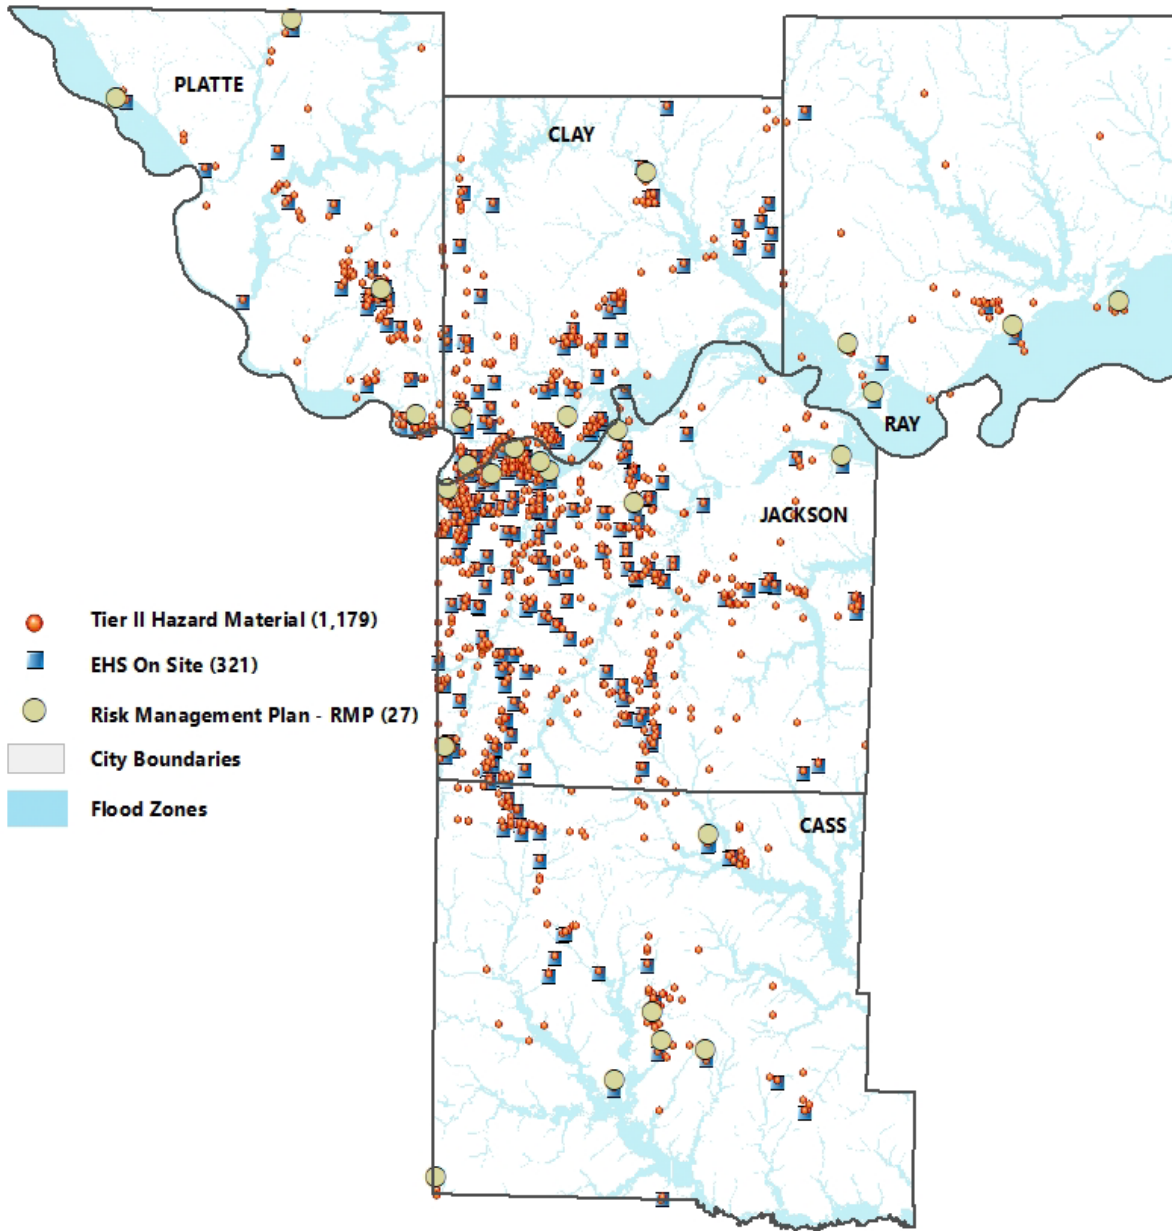 PLATTE
CLAY
RAY
JACKSON
Tier II Hazard Material (1,179)
EHS On Site (321)
Risk Management Plan - RMP (27)
City Boundaries
Flood Zones
CASS